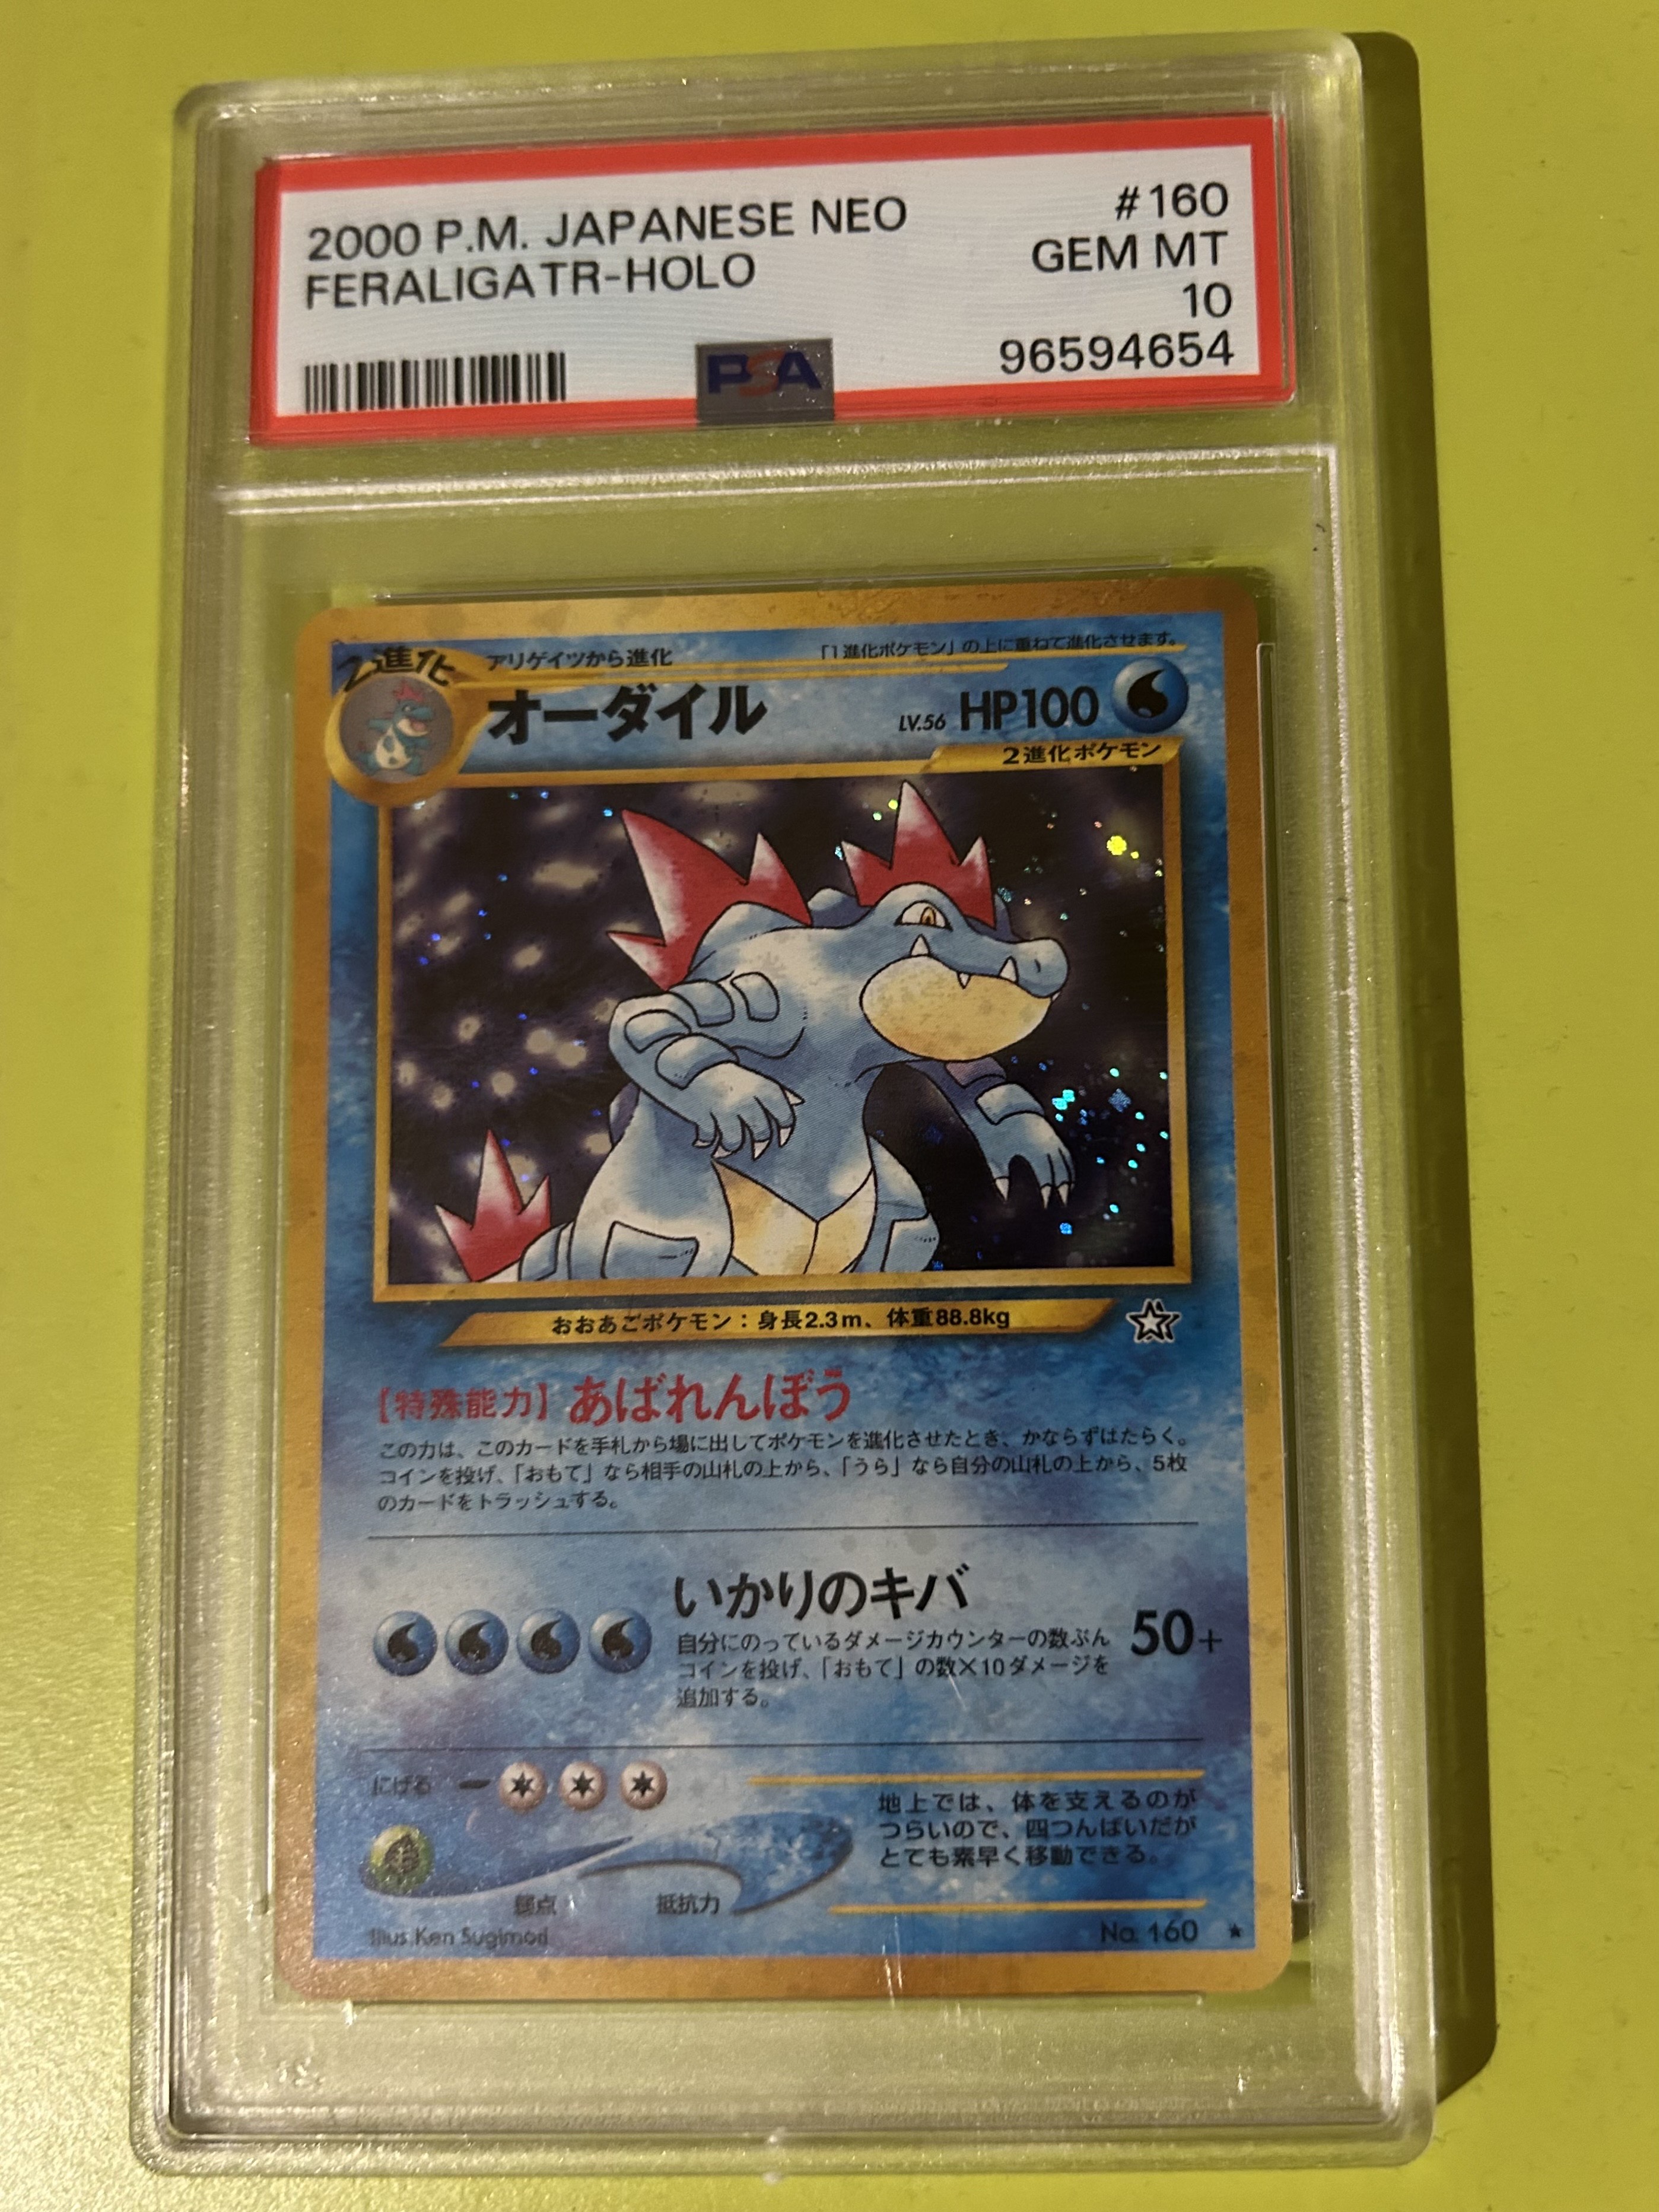 2000 P.M. JAPANESE NEO
#160
FERALIGATR-HOLO
GEM MT
10
PSA
96594654
2進化
アリゲイツから進化
「1進化ポケモン」の上に重ねて進化させます。
オーダイル
LV.56 HP100
2進化ポケモン
おおあごポケモン：身長2.3m、体重88.8kg
【特殊能力】あばれんぼう
この力は、このカードを手札から場に出してポケモンを進化させたとき、かならずはたらく。
コインを投げ、「おもて」なら相手の山札の上から、「うら」なら自分の山札の上から、5枚
のカードをトラッシュする。
いかりのキバ
50+
自分にのっているダメージカウンターの数ぶん
コインを投げ、「おもて」の数×10ダメージを
追加する。
にげる
地上では、体を支えるのが
つらいので、四つんばいだが
とても素早く移動できる。
弱点
抵抗力
Illus. Ken Sugimori
No. 160 ★